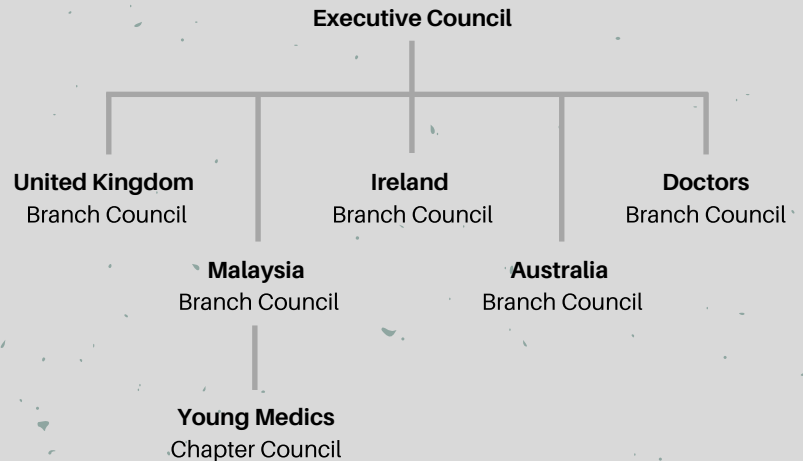 Executive Council
United Kingdom
Branch Council
Ireland
Branch Council
Doctors
Branch Council
Malaysia
Branch Council
Australia
Branch Council
Young Medics
Chapter Council